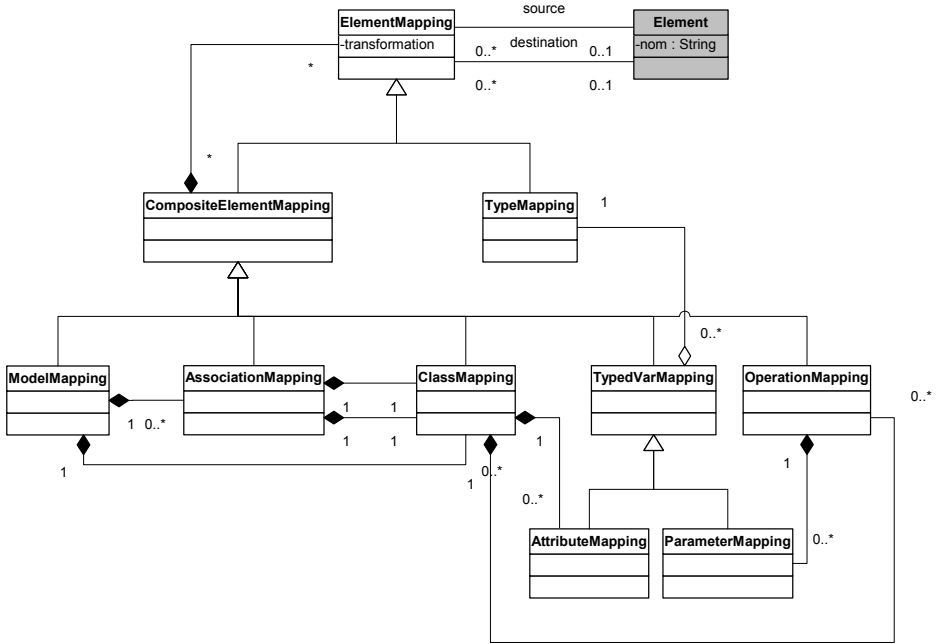 source
ElementMapping
Element
-transformation
-nom : String
0..*
destination
0..1
*
0..*
0..1
*
CompositeElementMapping
TypeMapping
1
0..*
ModelMapping
AssociationMapping
ClassMapping
TypedVarMapping
OperationMapping
0..*
1
0..*
1
1
1
1
1
1
1
0..*
1
1
0..*
AttributeMapping
ParameterMapping
0..*